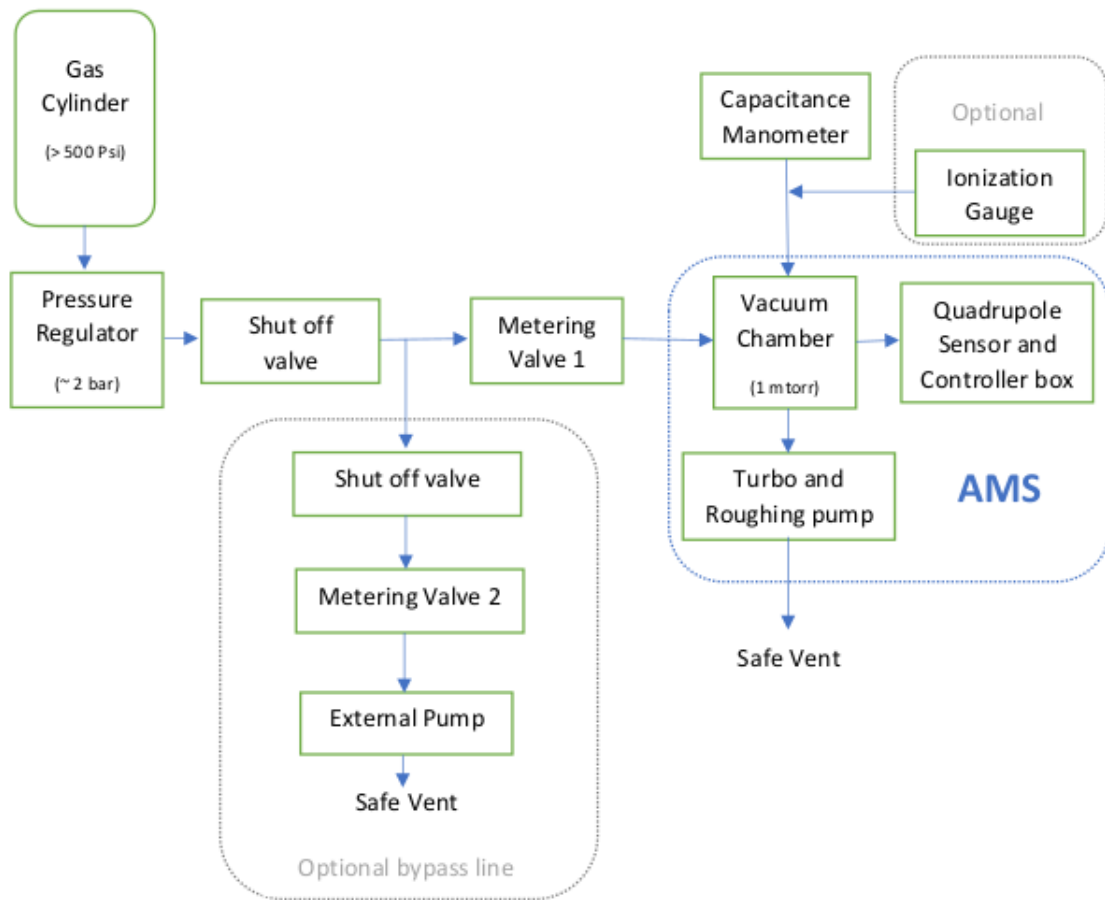 Gas
Cylinder
(> 500 Psi)
Capacitance
Manometer
Optional
Ionization
Gauge
Pressure
Regulator
(~ 2 bar)
Shut off
valve
Metering
Valve 1
Vacuum
Chamber
(1 mtorr)
Quadrupole
Sensor and
Controller box
Shut off valve
Turbo and
Roughing pump
AMS
Metering Valve 2
Safe Vent
External Pump
Safe Vent
Optional bypass line